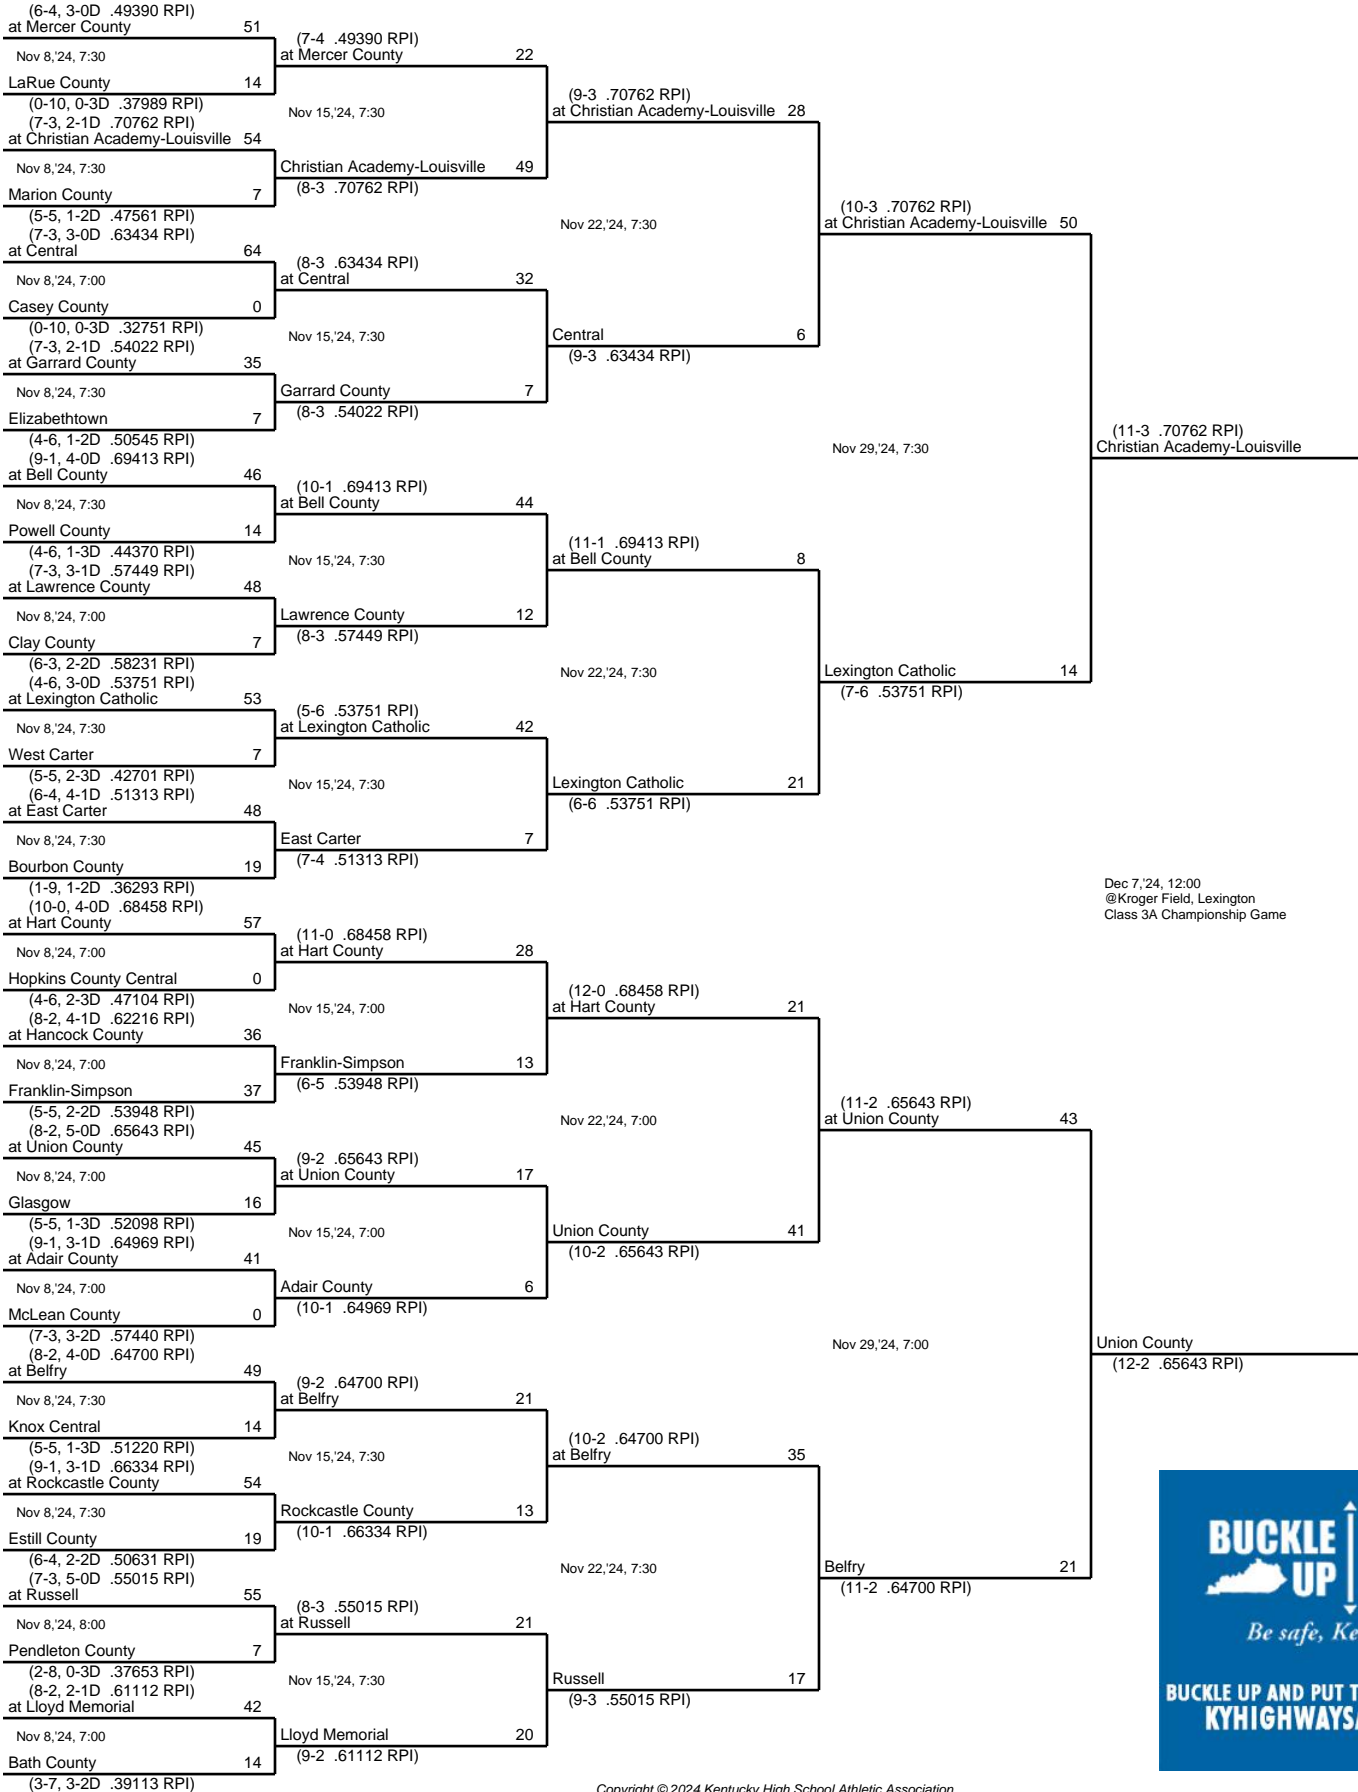 (6-4, 3-0D .49390 RPI)
at Mercer County 51
Nov 8,'24, 7:30
LaRue County 14
(0-10, 0-3D .37989 RPI)
(7-3, 2-1D .70762 RPI)
at Christian Academy-Louisville 54
Nov 8,'24, 7:30
Marion County 7
(5-5, 1-2D .47561 RPI)
(7-3, 3-0D .63434 RPI)
at Central 64
Nov 8,'24, 7:00
Casey County 0
(0-10, 0-3D .32751 RPI)
(7-3, 2-1D .54022 RPI)
at Garrard County 35
Nov 8,'24, 7:30
Elizabethtown 7
(4-6, 1-2D .50545 RPI)
(9-1, 4-0D .69413 RPI)
at Bell County 46
Nov 8,'24, 7:30
Powell County 14
(4-6, 1-3D .44370 RPI)
(7-3, 3-1D .57449 RPI)
at Lawrence County 48
Nov 8,'24, 7:00
Clay County 7
(6-3, 2-2D .58231 RPI)
(4-6, 3-0D .53751 RPI)
at Lexington Catholic 53
Nov 8,'24, 7:30
West Carter 7
(5-5, 2-3D .42701 RPI)
(6-4, 4-1D .51313 RPI)
at East Carter 48
Nov 8,'24, 7:30
Bourbon County 19
(1-9, 1-2D .36293 RPI)
(10-0, 4-0D .68458 RPI)
at Hart County 57
Nov 8,'24, 7:00
Hopkins County Central 0
(4-6, 2-3D .47104 RPI)
(8-2, 4-1D .62216 RPI)
at Hancock County 36
Nov 8,'24, 7:00
Franklin-Simpson 37
(5-5, 2-2D .53948 RPI)
(8-2, 5-0D .65643 RPI)
at Union County 45
Nov 8,'24, 7:00
Glasgow 16
(5-5, 1-3D .52098 RPI)
(9-1, 3-1D .64969 RPI)
at Adair County 41
Nov 8,'24, 7:00
McLean County 0
(7-3, 3-2D .57440 RPI)
(8-2, 4-0D .64700 RPI)
at Belfry 49
Nov 8,'24, 7:30
Knox Central 14
(5-5, 1-3D .51220 RPI)
(9-1, 3-1D .66334 RPI)
at Rockcastle County 54
Nov 8,'24, 7:30
Estill County 19
(6-4, 2-2D .50631 RPI)
(7-3, 5-0D .55015 RPI)
at Russell 55
Nov 8,'24, 8:00
Pendleton County 7
(2-8, 0-3D .37653 RPI)
(8-2, 2-1D .61112 RPI)
at Lloyd Memorial 42
Nov 8,'24, 7:00
Bath County 14
(3-7, 3-2D .39113 RPI)
(7-4 .49390 RPI)
at Mercer County 22
Nov 15,'24, 7:30
Christian Academy-Louisville 49
(8-3 .70762 RPI)
(8-3 .63434 RPI)
at Central 32
Nov 15,'24, 7:30
Garrard County 7
(8-3 .54022 RPI)
(10-1 .69413 RPI)
at Bell County 44
Nov 15,'24, 7:30
Lawrence County 12
(8-3 .57449 RPI)
(5-6 .53751 RPI)
at Lexington Catholic 42
Nov 15,'24, 7:30
East Carter 7
(7-4 .51313 RPI)
(11-0 .68458 RPI)
at Hart County 28
Nov 15,'24, 7:00
Franklin-Simpson 13
(6-5 .53948 RPI)
(9-2 .65643 RPI)
at Union County 17
Nov 15,'24, 7:00
Adair County 6
(10-1 .64969 RPI)
(9-2 .64700 RPI)
at Belfry 21
Nov 15,'24, 7:30
Rockcastle County 13
(10-1 .66334 RPI)
(8-3 .55015 RPI)
at Russell 21
Nov 15,'24, 7:30
Lloyd Memorial 20
(9-2 .61112 RPI)
(9-3 .70762 RPI)
at Christian Academy-Louisville 28
Nov 22,'24, 7:30
Central 6
(9-3 .63434 RPI)
(11-1 .69413 RPI)
at Bell County 8
Nov 22,'24, 7:30
Lexington Catholic 21
(6-6 .53751 RPI)
(12-0 .68458 RPI)
at Hart County 21
Nov 22,'24, 7:00
Union County 41
(10-2 .65643 RPI)
(10-2 .64700 RPI)
at Belfry 35
Nov 22,'24, 7:30
Russell 17
(9-3 .55015 RPI)
(10-3 .70762 RPI)
at Christian Academy-Louisville 50
Nov 29,'24, 7:30
Lexington Catholic 14
(7-6 .53751 RPI)
(11-2 .65643 RPI)
at Union County 43
Nov 29,'24, 7:00
Belfry 21
(11-2 .64700 RPI)
(11-3 .70762 RPI)
Christian Academy-Louisville
Dec 7,'24, 12:00
@Kroger Field, Lexington
Class 3A Championship Game
Union County
(12-2 .65643 RPI)
BUCKLE
UP
Be safe, Ke
BUCKLE UP AND PUT T
KYHIGHWAYS
Copyright © 2024 Kentucky High School Athletic Association